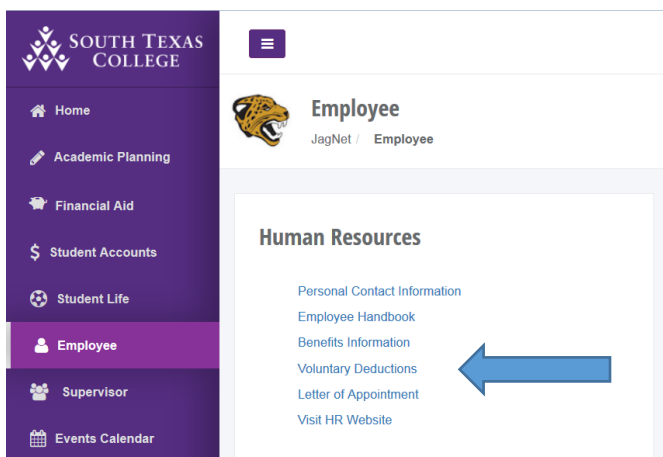 SOUTH TEXAS
COLLEGE
Home
Academic Planning
Financial Aid
$ Student Accounts
Student Life
Employee
Supervisor
Events Calendar
Employee
JagNet / Employee
Human Resources
Personal Contact Information
Employee Handbook
Benefits Information
Voluntary Deductions
Letter of Appointment
Visit HR Website